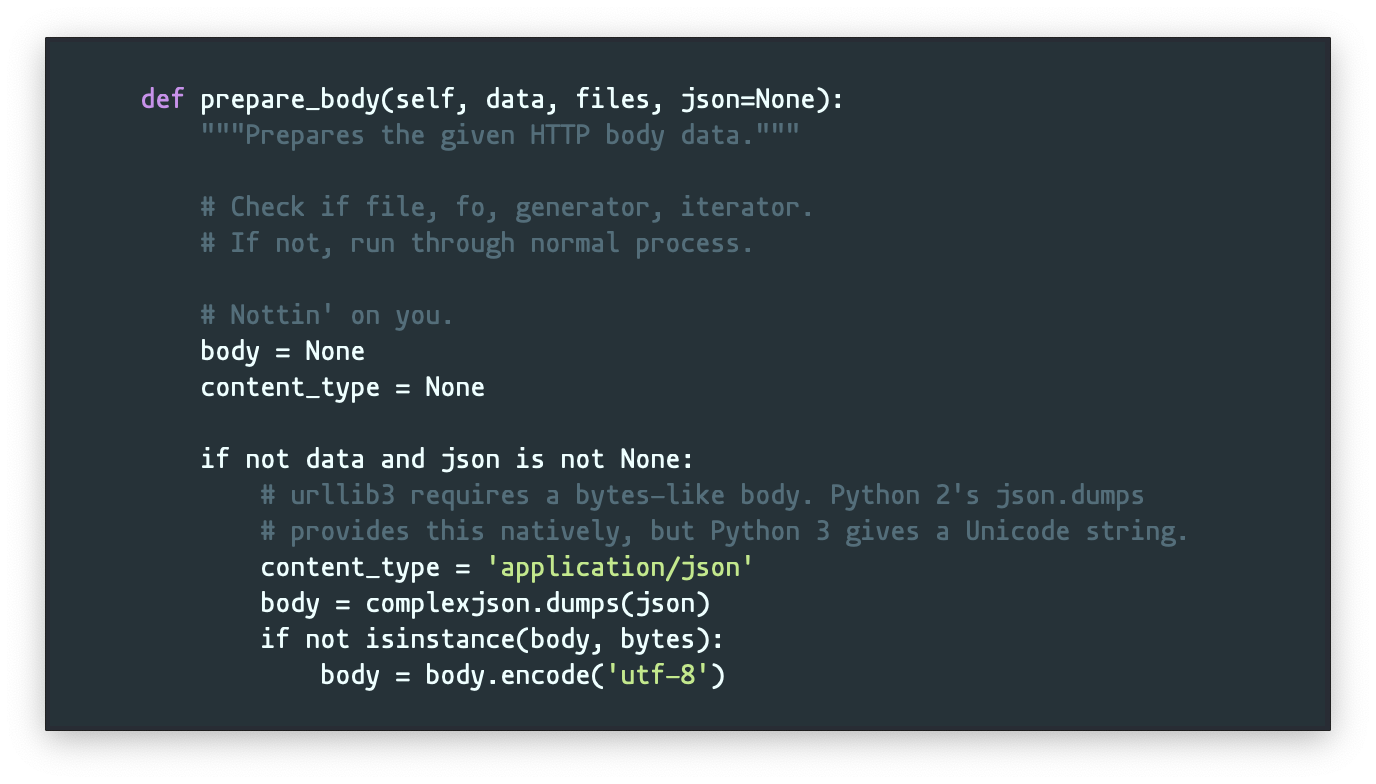 def prepare_body(self, data, files, json=None):
    """Prepares the given HTTP body data."""

    # Check if file, fo, generator, iterator.
    # If not, run through normal process.

    # Nottin' on you.
    body = None
    content_type = None

    if not data and json is not None:
        # urllib3 requires a bytes-like body. Python 2's json.dumps
        # provides this natively, but Python 3 gives a Unicode string.
        content_type = 'application/json'
        body = complexjson.dumps(json)
        if not isinstance(body, bytes):
            body = body.encode('utf-8')